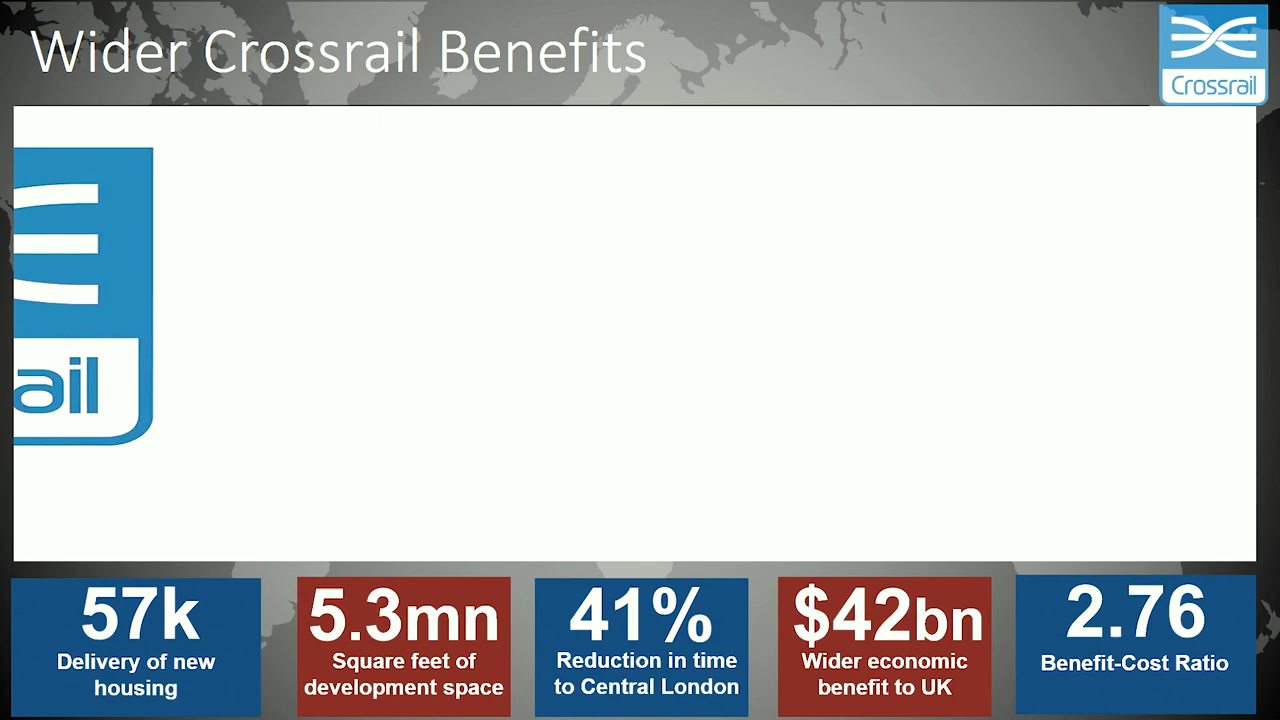 Wider Crossrail Benefits
Crossrail
ail
57k
Delivery of new
housing
5.3mn
Square feet of
development space
41%
Reduction in time
to Central London
$42bn
Wider economic
benefit to UK
2.76
Benefit-Cost Ratio